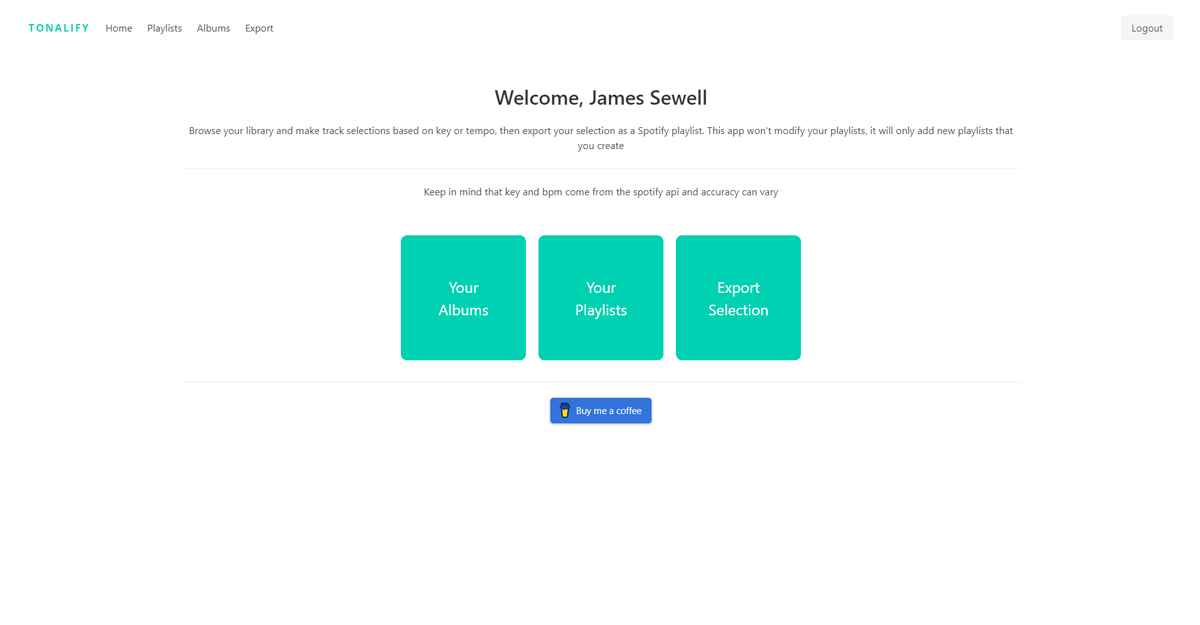 TONALIFY Home Playlists Albums Export Logout
Welcome, James Sewell
Browse your library and make track selections based on key or tempo, then export your selection as a Spotify playlist. This app won't modify your playlists, it will only add new playlists that
you create
Keep in mind that key and bpm come from the spotify api and accuracy can vary
Your
Albums
Your
Playlists
Export
Selection
Buy me a coffee